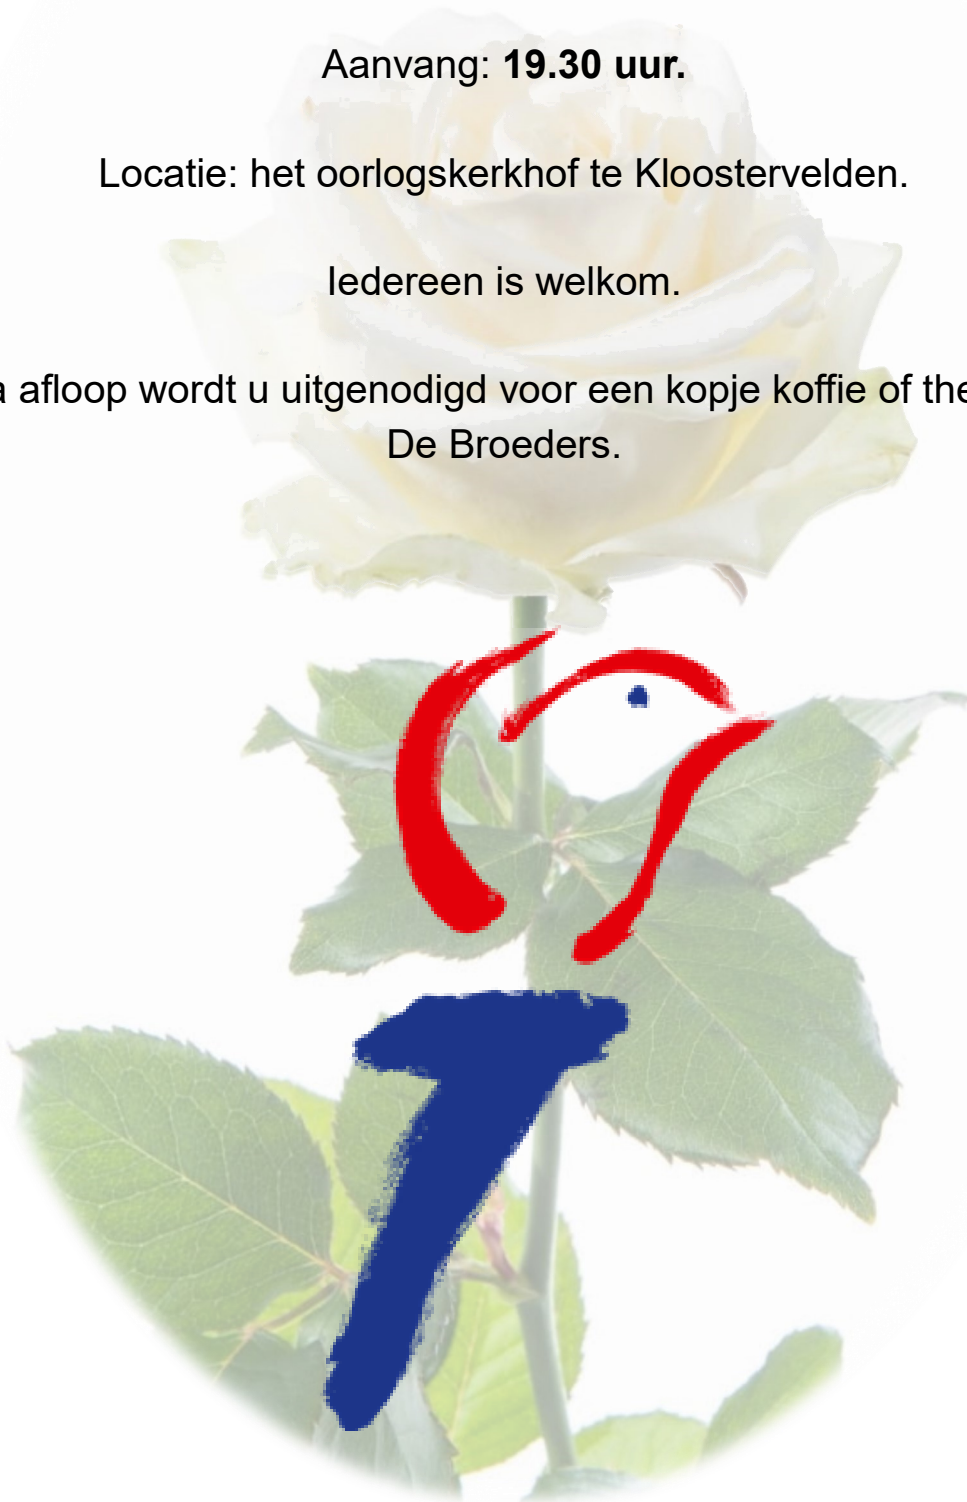 Aanvang: 19.30 uur.
Locatie: het oorlogskerkhof te Kloostervelden.
Iedereen is welkom.
afloop wordt u uitgenodigd voor een kopje koffie of
De Broeders.